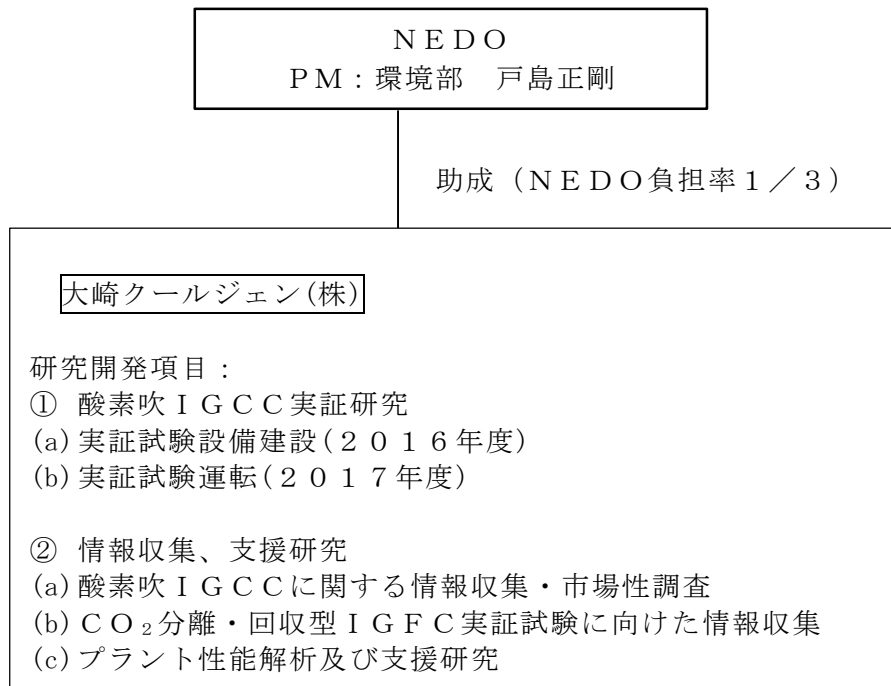 ＮＥＤＯ
ＰＭ：環境部　戸島正剛
助成（ＮＥＤＯ負担率１／３）
大崎クールジェン(株)
研究開発項目：
① 酸素吹ＩＧＣＣ実証研究
(a)実証試験設備建設(２０１６年度)
(b)実証試験運転(２０１７年度)
② 情報収集、支援研究
(a)酸素吹ＩＧＣＣに関する情報収集・市場性調査
(b)ＣＯ₂分離・回収型ＩＧＦＣ実証試験に向けた情報収集
(c)プラント性能解析及び支援研究